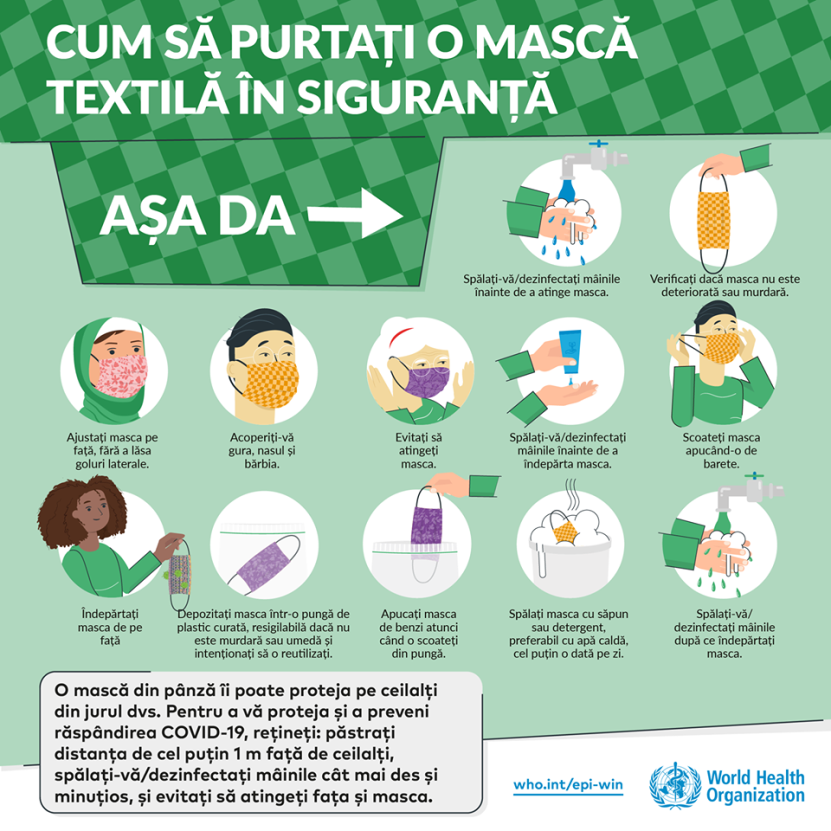 CUM SĂ PURTAȚI O MASCĂ
TEXTILĂ ÎN SIGURANȚĂ
AȘA DA
Spălați-vă/dezinfectați mâinile
înainte de a atinge masca.
Verificați dacă masca nu este
deteriorată sau murdară.
Ajustați masca pe
față, fără a lăsa
goluri laterale.
Acoperiți-vă
gura, nasul și
bărbia.
Evitați să
atingeți
masca.
Spălați-vă/dezinfectați
mâinile înainte de a
îndepărta masca.
Scoateți masca
apucând-o de
barete.
Îndepărtați
masca de pe
față
Depozitați masca într-o pungă de
plastic curată, resigilabilă dacă nu
este murdară sau umedă și
intenționați să o reutilizați.
Apucați masca
de benzi atunci
când o scoateți
din pungă.
Spălați masca cu săpun
sau detergent,
preferabil cu apă caldă,
cel puțin o dată pe zi.
Spălați-vă/
dezinfectați mâinile
după ce îndepărtați
masca.
O mască din pânză îi poate proteja pe ceilalți
din jurul dvs. Pentru a vă proteja și a preveni
răspândirea COVID-19, rețineți: păstrați
distanța de cel puțin 1 m față de ceilalți,
spălați-vă/dezinfectați mâinile cât mai des și
minuțios, și evitați să atingeți fața și masca.
who.int/epi-win
World Health
Organization